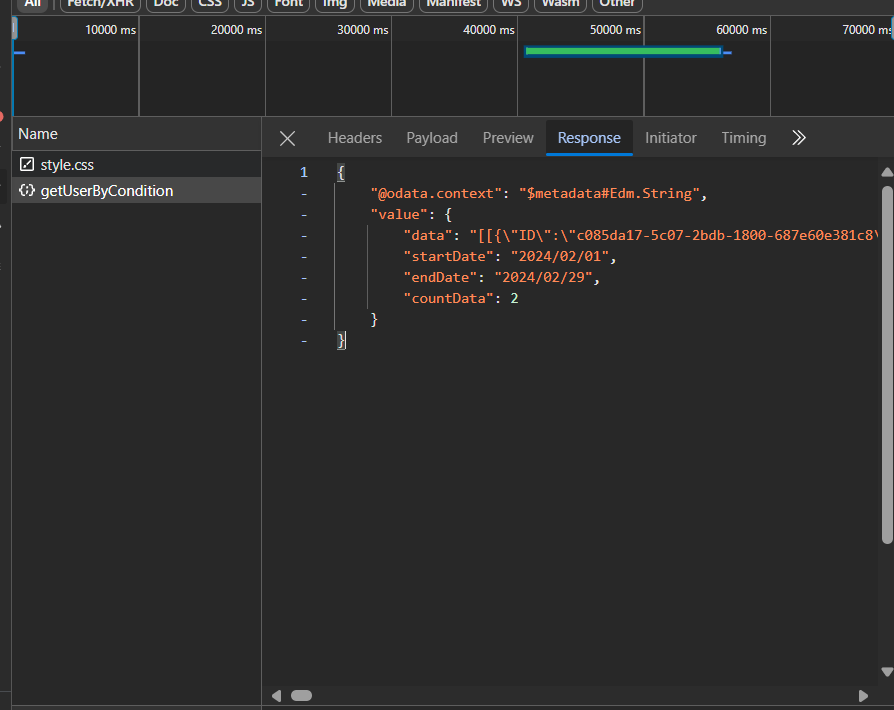 All Fetch/XHR Doc CSS JS Font Img Media Manifest WS Wasm Other
10000 ms 20000 ms 30000 ms 40000 ms 50000 ms 60000 ms 70000 ms
Name
style.css
getUserByCondition
Headers Payload Preview Response Initiator Timing
1 {
- "@odata.context": "$metadata#Edm.String",
- "value": {
- "data": "[[{\"ID\":\"c085da17-5c07-2bdb-1800-687e60e381c8\
- "startDate": "2024/02/01",
- "endDate": "2024/02/29",
- "countData": 2
- }
- }